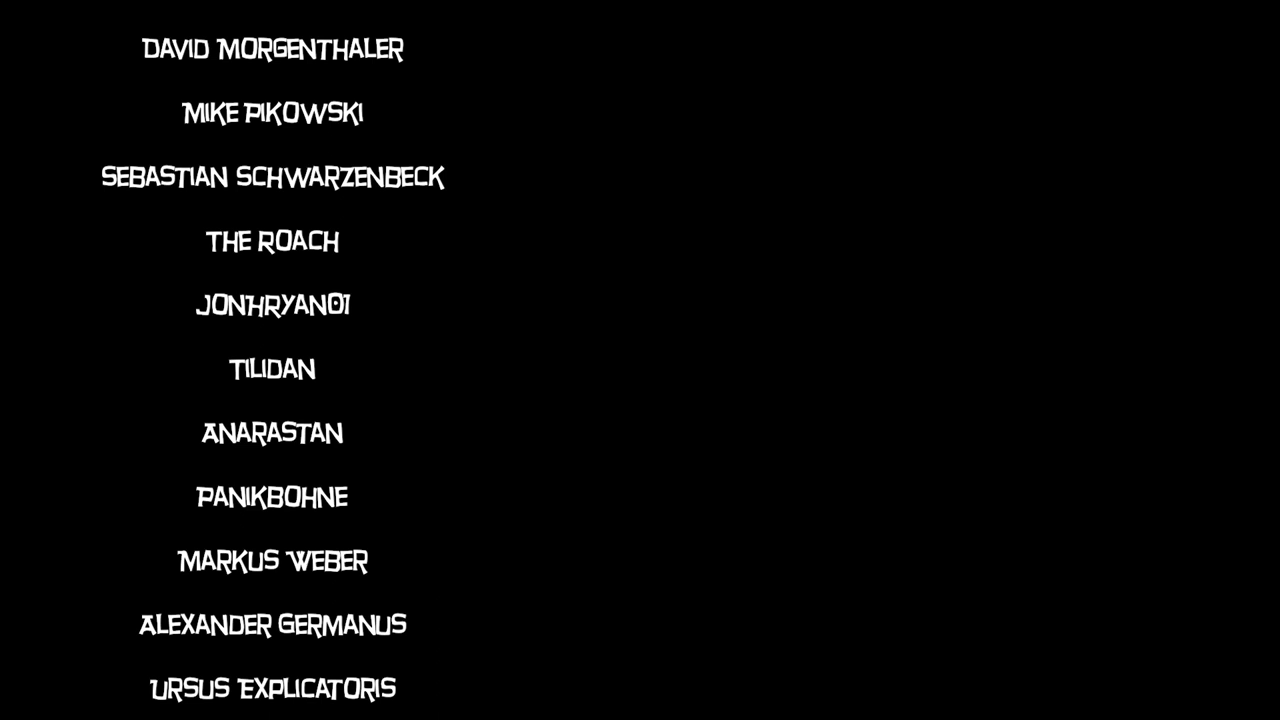 DAVID MORGENTHALER
MIKE PIKOWSKI
SEBASTIAN SCHWARZENBECK
THE ROACH
JONHRYAN01
TILIDAN
ANARASTAN
PANIKBOHNE
MARKUS WEBER
ALEXANDER GERMANUS
URSUS EXPLICATORIS